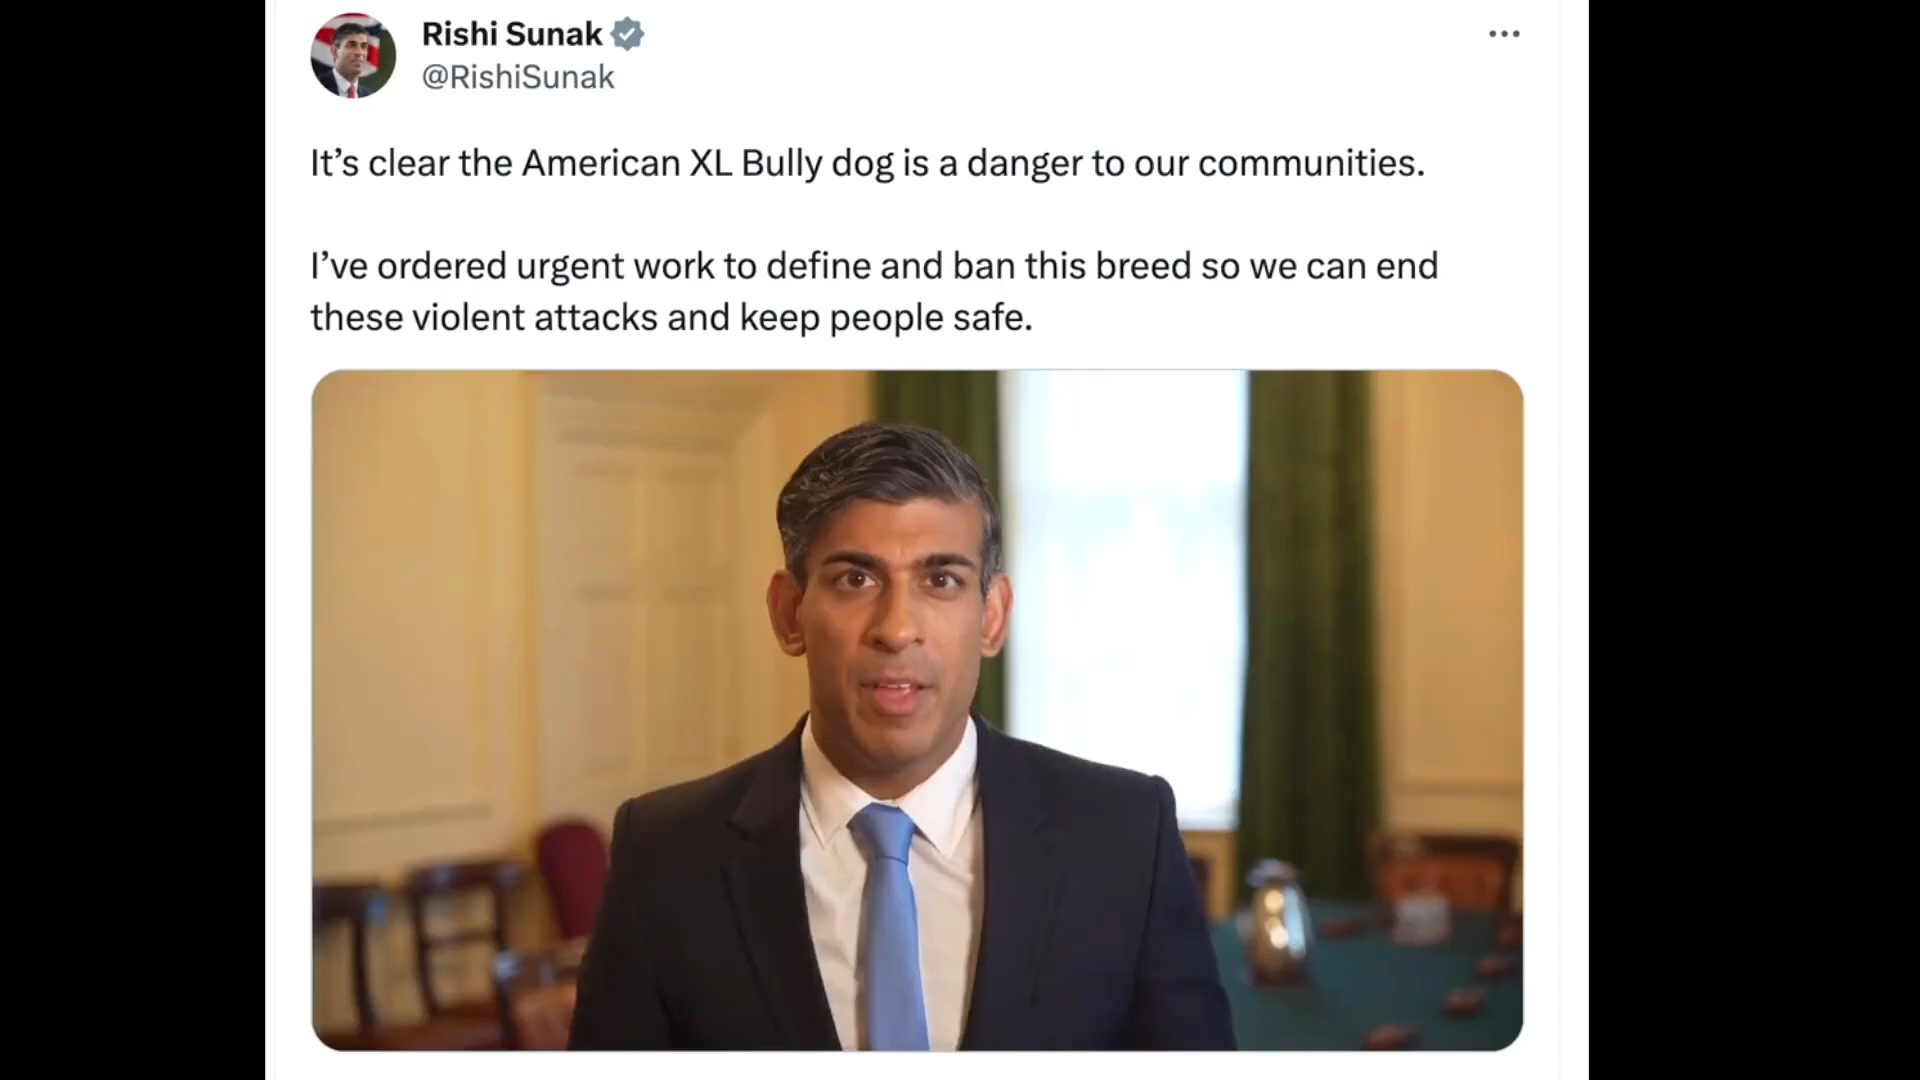 Rishi Sunak
@RishiSunak
It’s clear the American XL Bully dog is a danger to our communities.
I’ve ordered urgent work to define and ban this breed so we can end
these violent attacks and keep people safe.